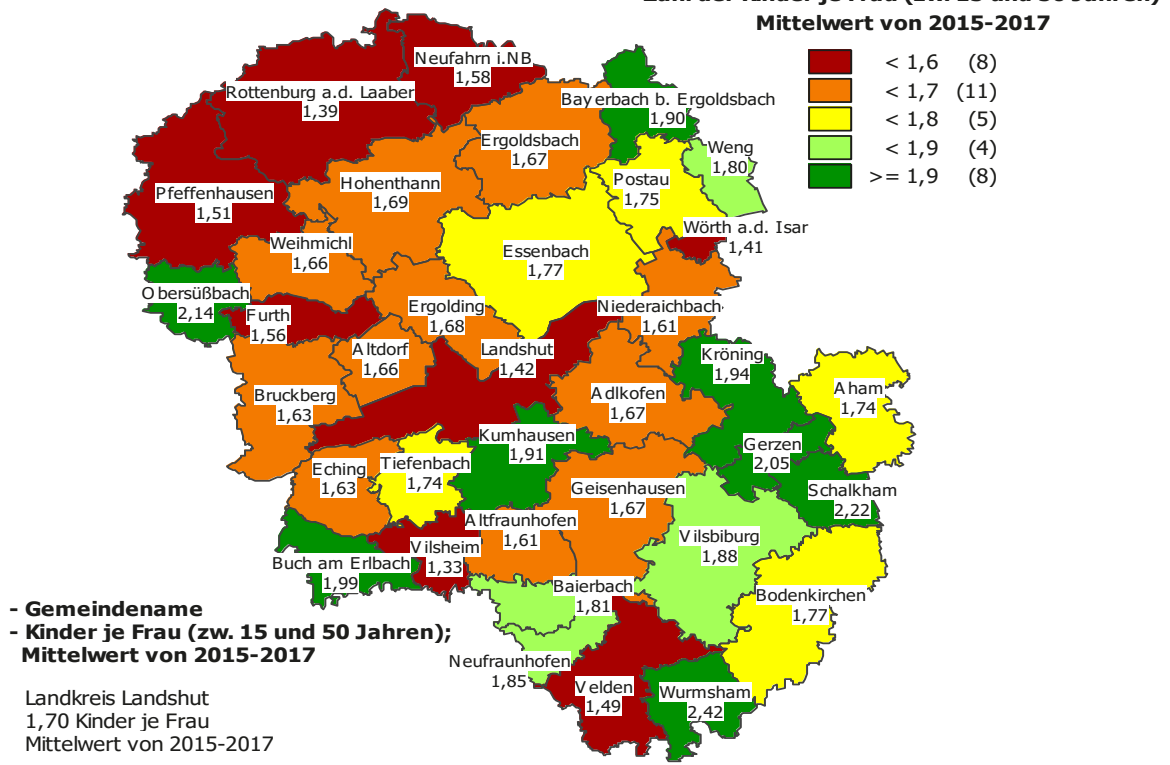 Mittelwert von 2015-2017
< 1,6 (8)
< 1,7 (11)
< 1,8 (5)
< 1,9 (4)
>= 1,9 (8)
Neufahrn i.NB
1,58
Rottenburg a.d. Laaber
1,39
Bayerbach b. Ergoldsbach
1,90
Ergoldsbach
1,67
Weng
1,80
Postau
1,75
Hohenthann
1,69
Pfeffenhausen
1,51
Wörth a.d. Isar
1,41
Weihmichl
1,66
Essenbach
1,77
Obersüßbach
2,14
Furth
1,56
Ergolding
1,68
Niederaichbach
1,61
Altdorf
1,66
Landshut
1,42
Kröning
1,94
Aham
1,74
Bruckberg
1,63
Adlkofen
1,67
Kumhausen
1,91
Gerzen
2,05
Eching
1,63
Tiefenbach
1,74
Geisenhausen
1,67
Schalkham
2,22
Altfraunhofen
1,61
Vilsbiburg
1,88
Vilsheim
1,33
Buch am Erlbach
1,99
Baierbach
1,81
Bodenkirchen
1,77
Neufraunhofen
1,85
Velden
1,49
Wurmsham
2,42
- Gemeindename
- Kinder je Frau (zw. 15 und 50 Jahren);
Mittelwert von 2015-2017
Landkreis Landshut
1,70 Kinder je Frau
Mittelwert von 2015-2017